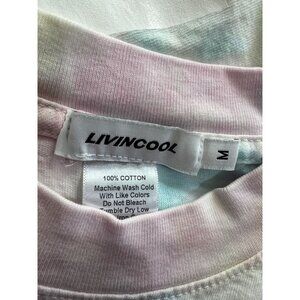 LIVINCOOL
M
100% COTTON
Machine Wash Cold
With Like Colors
Do Not Bleach
Tumble Dry Low